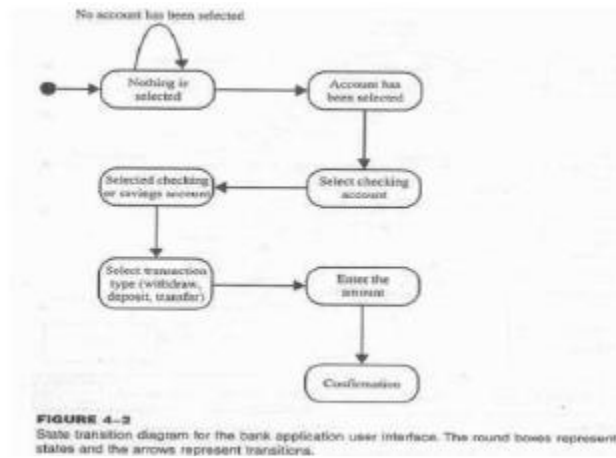 No account has been selected
Nothing is
selected
Account has
been selected
Selected checking
or savings account
Select checking
account
Select transaction
type (withdraw,
deposit, transfer)
Enter the
amount
Confirmation
FIGURE 4–2
State transition diagram for the bank application user interface. The round boxes represent
states and the arrows represent transitions.